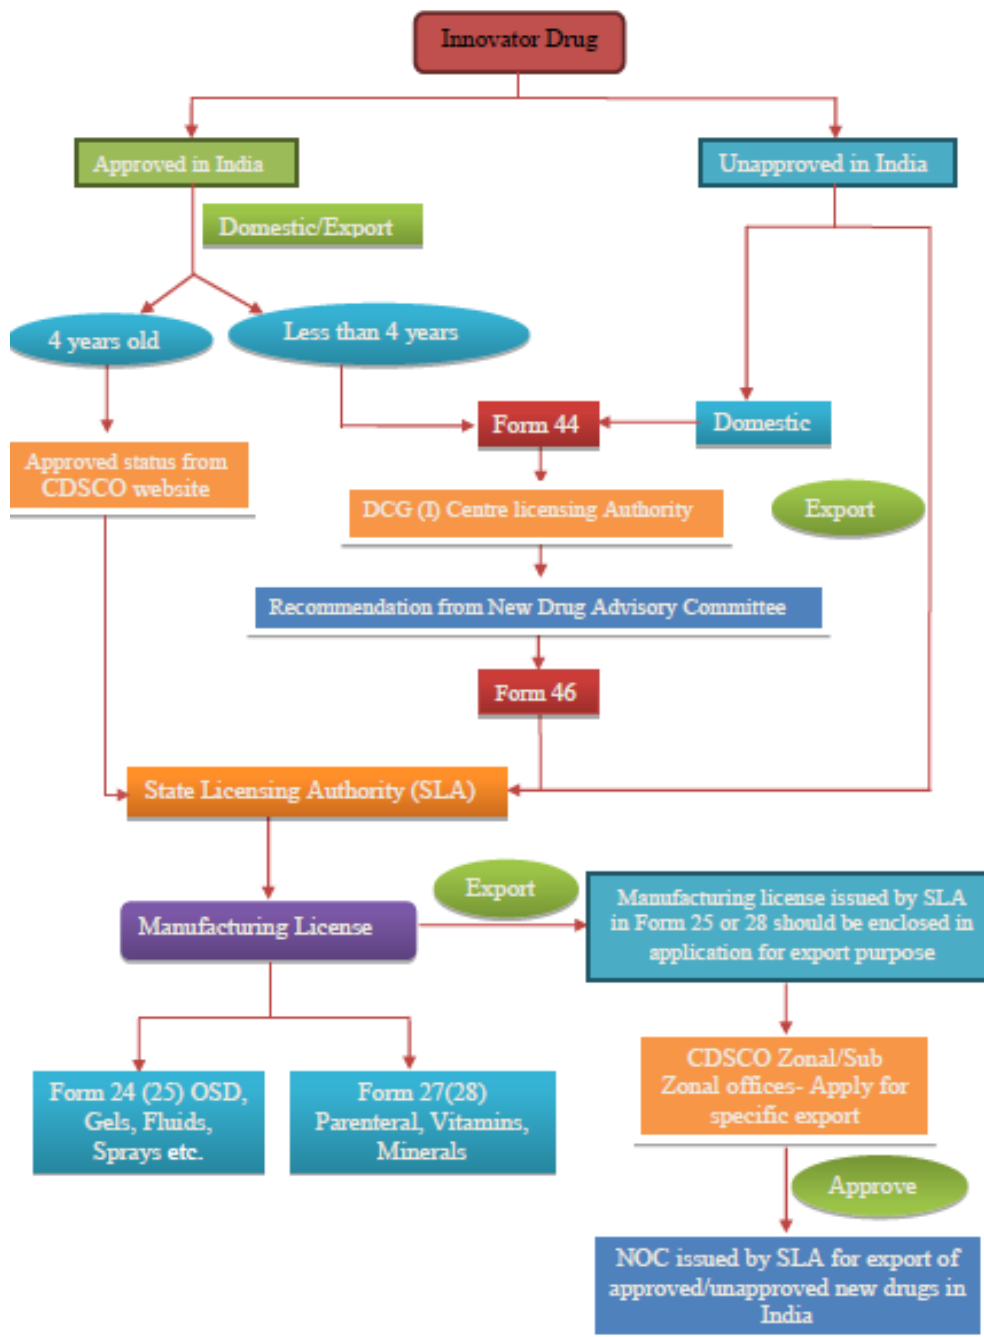 Innovator Drug
Approved in India
Unapproved in India
Domestic/Export
4 years old
Less than 4 years
Form 44
Domestic
Approved status from
CDSCO website
DCG (I) Centre licensing Authority
Export
Recommendation from New Drug Advisory Committee
Form 46
State Licensing Authority (SLA)
Export
Manufacturing License
Manufacturing license issued by SLA
in Form 25 or 28 should be enclosed in
application for export purpose
CDSCO Zonal/Sub
Zonal offices- Apply for
specific export
Form 24 (25) OSD,
Gels, Fluids,
Sprays etc.
Form 27(28)
Parenteral, Vitamins,
Minerals
Approve
NOC issued by SLA for export of
approved/unapproved new drugs in
India